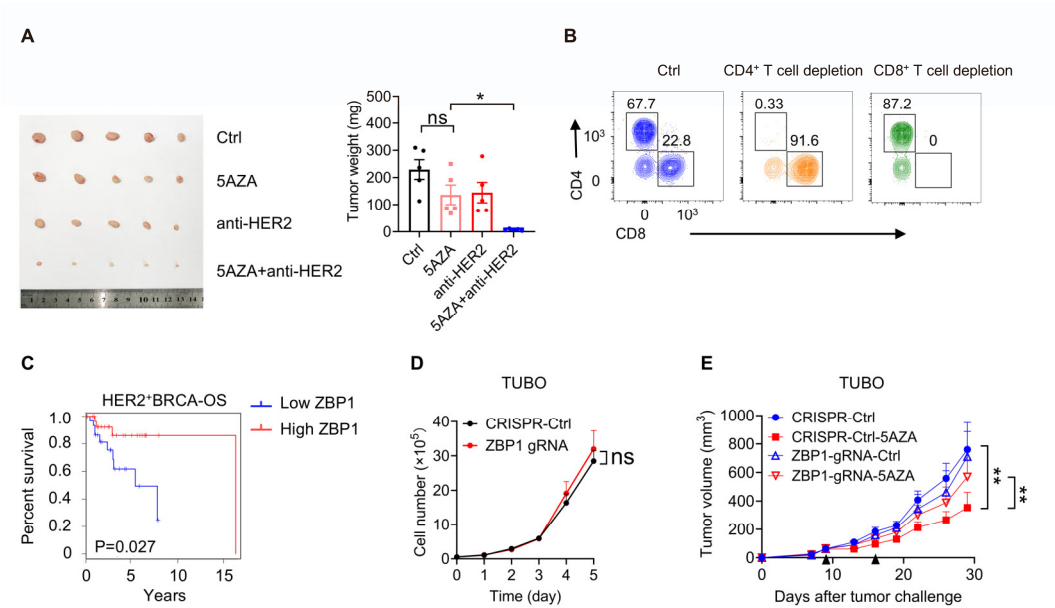 A
Ctrl
5AZA
anti-HER2
5AZA+anti-HER2
1 2 3 4 5 6 7 8 9 10 11 12 13 14
Tumor weight (mg)
500
400
300
200
100
0
ns
*
Ctrl
5AZA
anti-HER2
5AZA+anti-HER2
B
Ctrl
CD4⁺ T cell depletion
CD8⁺ T cell depletion
67.7
22.8
0.33
91.6
87.2
0
CD4
10³
0
0
10³
CD8
C
HER2⁺BRCA-OS
Low ZBP1
High ZBP1
Percent survival
1.0
0.8
0.6
0.4
0.2
0
P=0.027
0 5 10 15
Years
D
TUBO
CRISPR-Ctrl
ZBP1 gRNA
Cell number (×10⁵)
40
30
20
10
0
ns
0 1 2 3 4 5
Time (day)
E
TUBO
CRISPR-Ctrl
CRISPR-Ctrl-5AZA
ZBP1-gRNA-Ctrl
ZBP1-gRNA-5AZA
Tumor volume (mm³)
1000
800
600
400
200
0
**
**
0 10 20 30
Days after tumor challenge